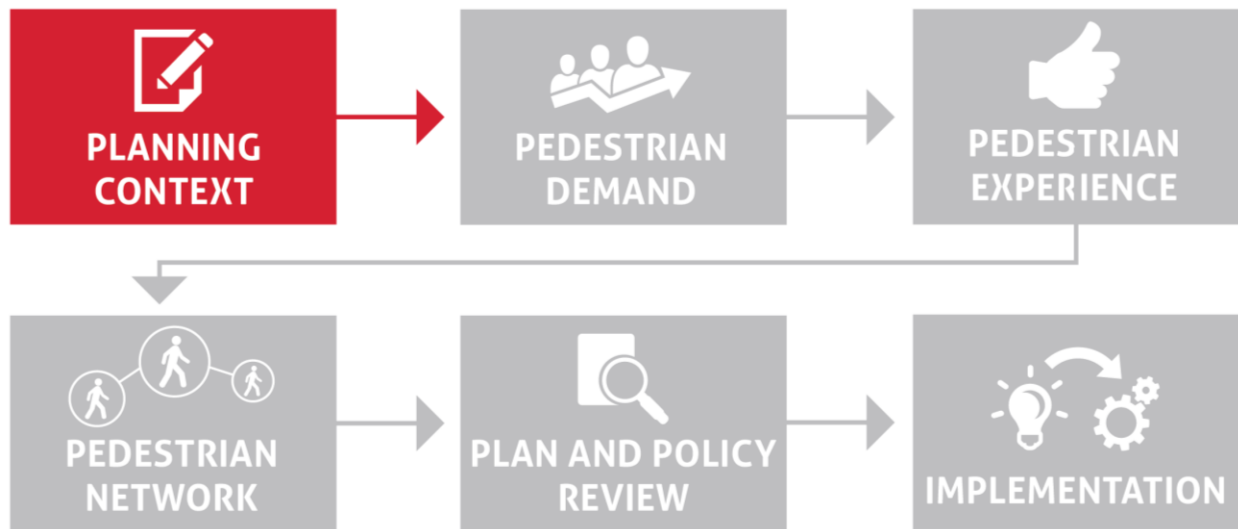 PLANNING
CONTEXT
PEDESTRIAN
DEMAND
PEDESTRIAN
EXPERIENCE
PEDESTRIAN
NETWORK
PLAN AND POLICY
REVIEW
IMPLEMENTATION